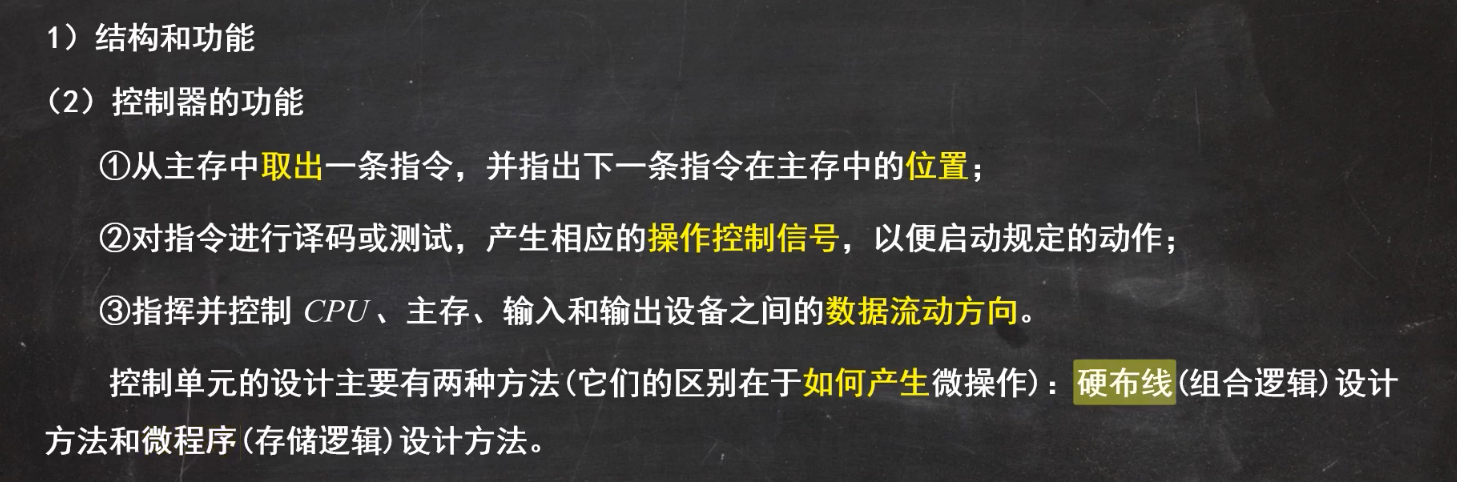 1）结构和功能
（2）控制器的功能
①从主存中取出一条指令，并指出下一条指令在主存中的位置；
②对指令进行译码或测试，产生相应的操作控制信号，以便启动规定的动作；
③指挥并控制 CPU 、主存、输入和输出设备之间的数据流动方向。
控制单元的设计主要有两种方法(它们的区别在于如何产生微操作)：硬布线(组合逻辑)设计
方法和微程序(存储逻辑)设计方法。